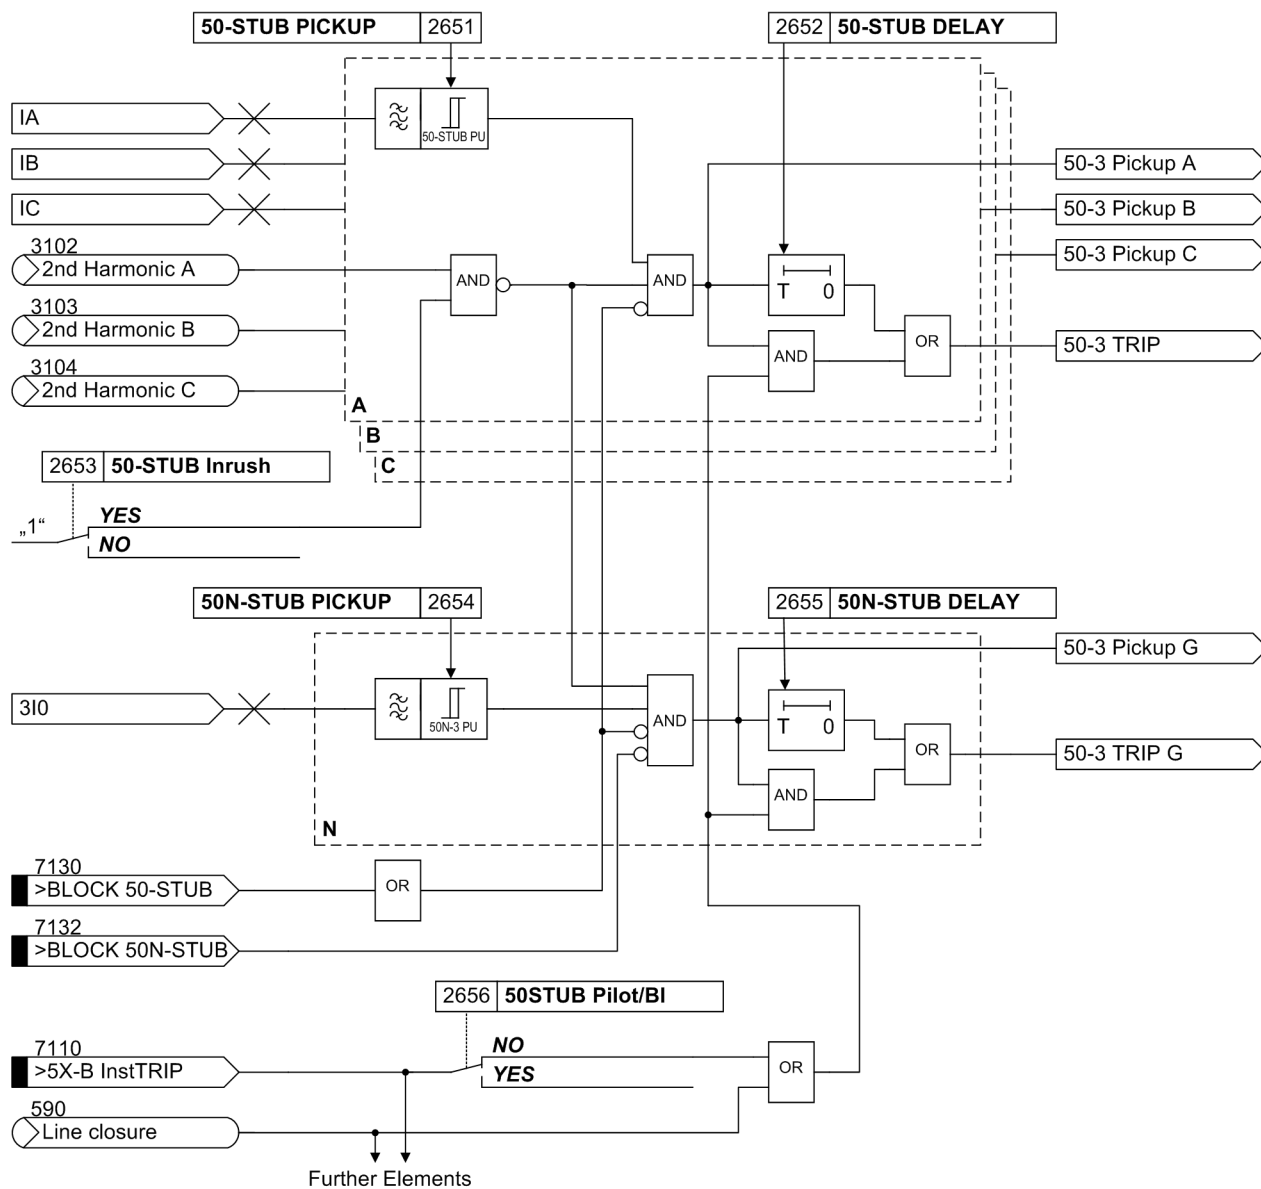 50-STUB PICKUP 2651
2652 50-STUB DELAY
IA
50-STUB PU
IB
50-3 Pickup A
IC
50-3 Pickup B
3102
2nd Harmonic A
AND
AND
50-3 Pickup C
T 0
3103
2nd Harmonic B
AND
OR
50-3 TRIP
3104
2nd Harmonic C
A
B
C
2653 50-STUB Inrush
„1“
YES
NO
50N-STUB PICKUP 2654
2655 50N-STUB DELAY
50-3 Pickup G
3I0
50N-3 PU
AND
T 0
OR
50-3 TRIP G
AND
N
7130
>BLOCK 50-STUB
OR
7132
>BLOCK 50N-STUB
2656 50STUB Pilot/BI
7110
>5X-B InstTRIP
NO
YES
OR
590
Line closure
Further Elements